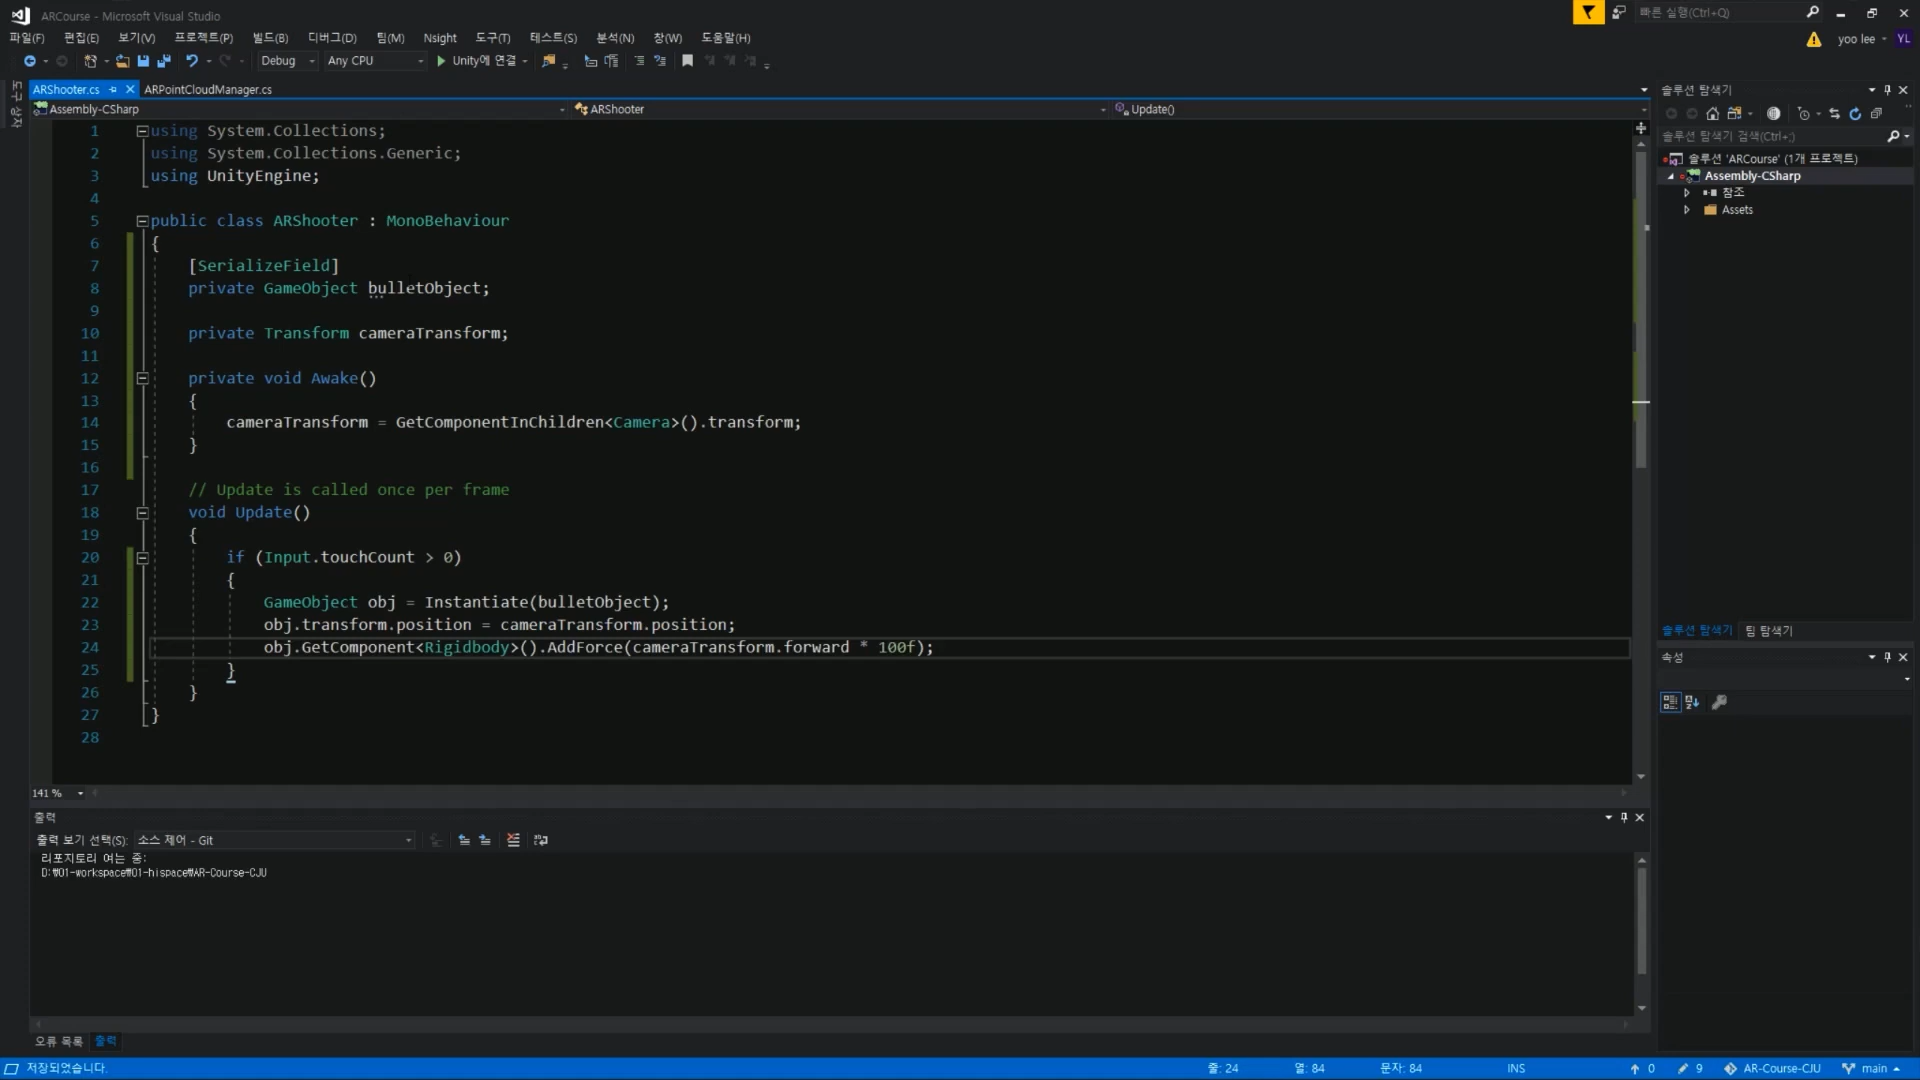 ARCourse - Microsoft Visual Studio
빠른 실행(Ctrl+Q)
파일(F) 편집(E) 보기(V) 프로젝트(P) 빌드(B) 디버그(D) 팀(M) Nsight 도구(T) 테스트(S) 분석(N) 창(W) 도움말(H)
yoo lee YL
Debug Any CPU Unity에 연결
도구 상자
ARShooter.cs ARPointCloudManager.cs
Assembly-CSharp ARShooter Update()
1 using System.Collections;
2 using System.Collections.Generic;
3 using UnityEngine;
4
5 public class ARShooter : MonoBehaviour
6 {
7 [SerializeField]
8 private GameObject bulletObject;
9
10 private Transform cameraTransform;
11
12 private void Awake()
13 {
14 cameraTransform = GetComponentInChildren<Camera>().transform;
15 }
16
17 // Update is called once per frame
18 void Update()
19 {
20 if (Input.touchCount > 0)
21 {
22 GameObject obj = Instantiate(bulletObject);
23 obj.transform.position = cameraTransform.position;
24 obj.GetComponent<Rigidbody>().AddForce(cameraTransform.forward * 100f);
25 }
26 }
27 }
28
141 %
출력
출력 보기 선택(S): 소스 제어 - Git
리포지토리 여는 중:
D:₩01-workspace₩01-hispace₩AR-Course-CJU
오류 목록 출력
솔루션 탐색기
솔루션 탐색기 검색(Ctrl+;)
솔루션 'ARCourse' (1개 프로젝트)
Assembly-CSharp
참조
Assets
솔루션 탐색기 팀 탐색기
속성
저장되었습니다. 줄: 24 열: 84 문자: 84 INS 0 9 AR-Course-CJU main